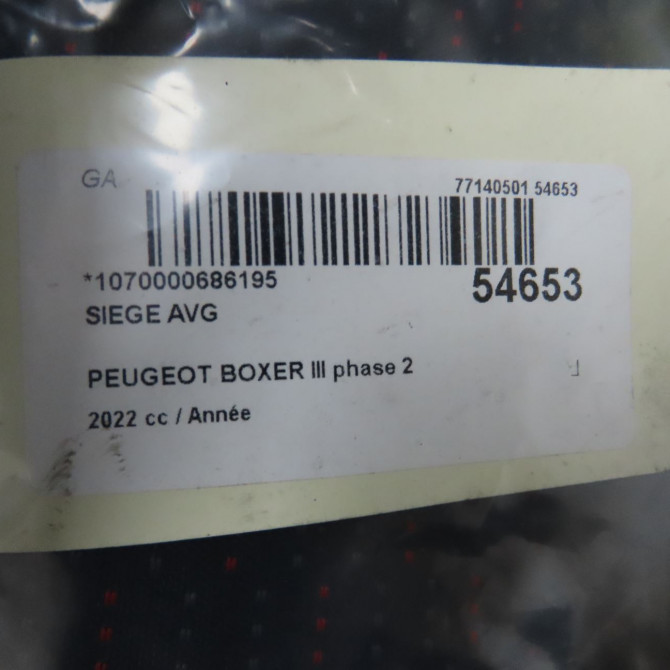 GA
77140501 54653
*1070000686195
54653
SIEGE AVG
PEUGEOT BOXER III phase 2
2022 cc / Année